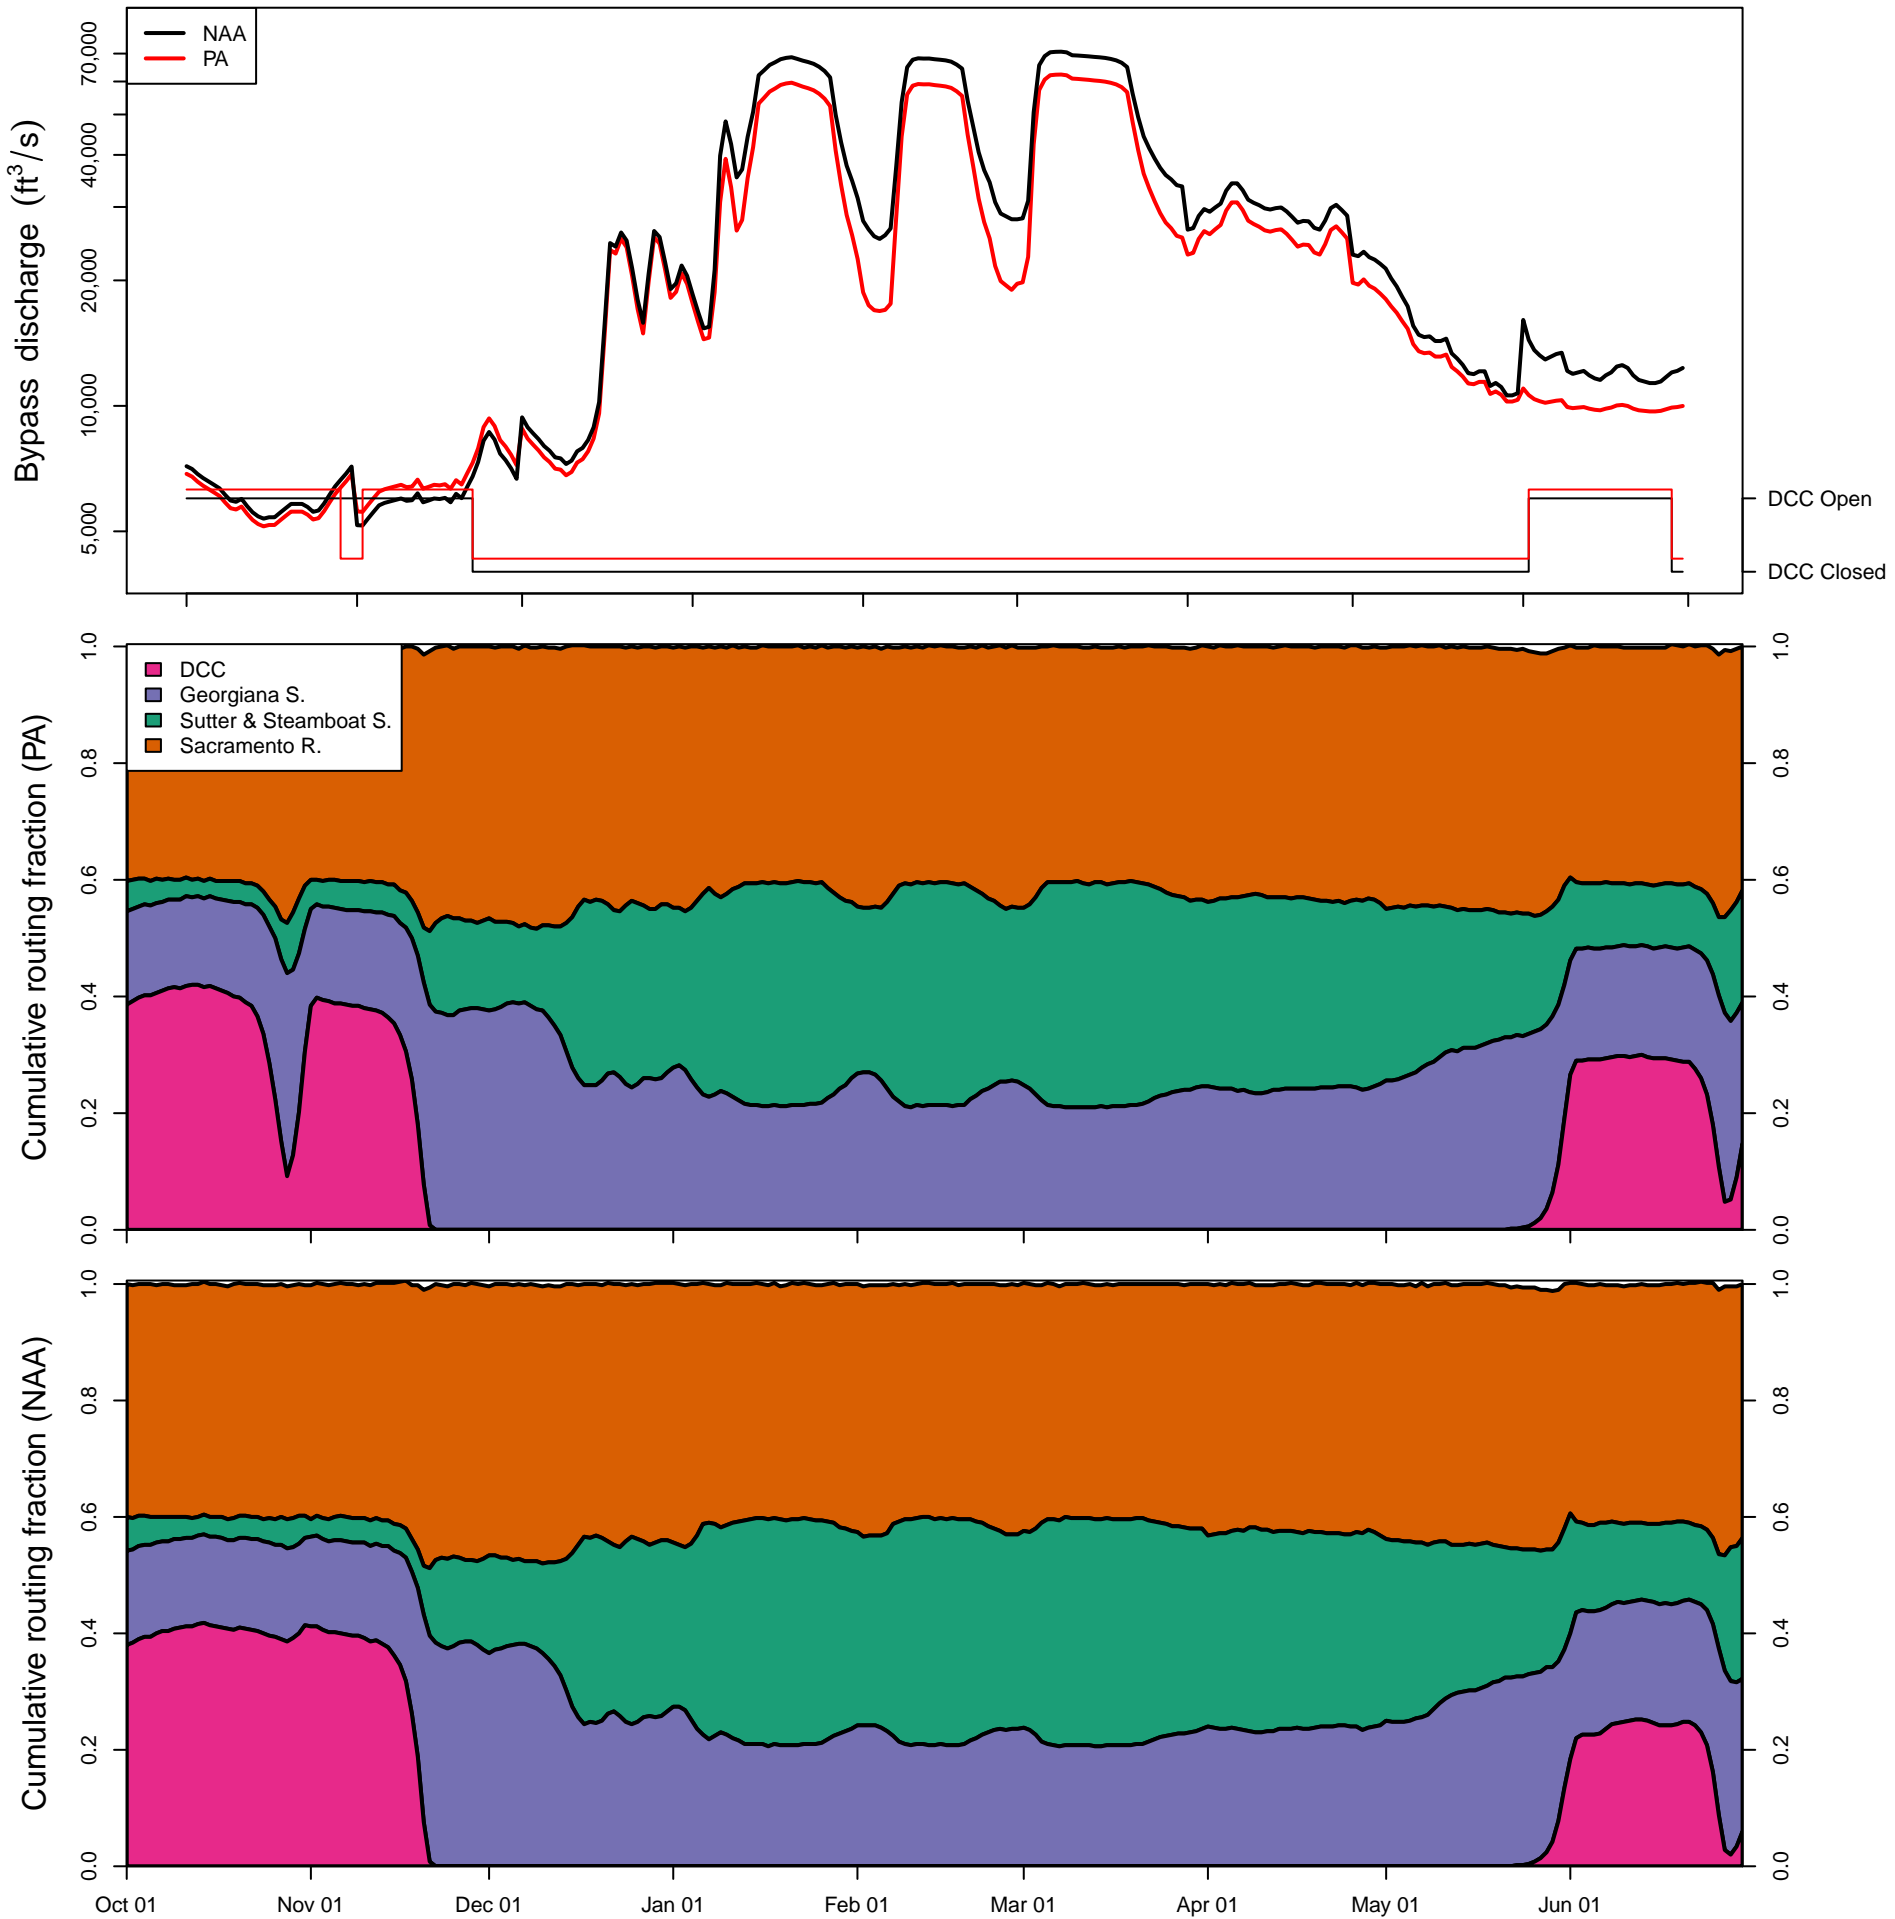 Bypass discharge (ft³/s)
70,000
40,000
20,000
10,000
5,000
NAA
PA
DCC Open
DCC Closed
Cumulative routing fraction (PA)
1.0
0.8
0.6
0.4
0.2
0.0
DCC
Georgiana S.
Sutter & Steamboat S.
Sacramento R.
1.0
0.8
0.6
0.4
0.2
0.0
Cumulative routing fraction (NAA)
1.0
0.8
0.6
0.4
0.2
0.0
1.0
0.8
0.6
0.4
0.2
0.0
Oct 01 Nov 01 Dec 01 Jan 01 Feb 01 Mar 01 Apr 01 May 01 Jun 01